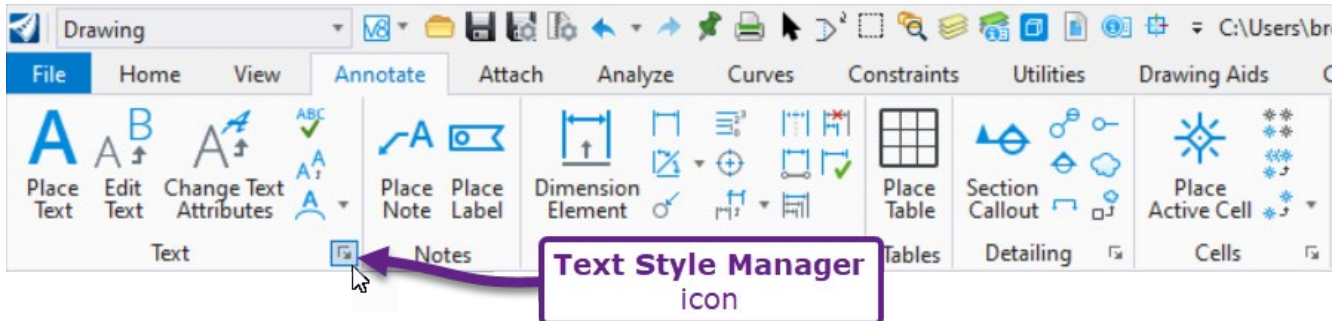 Drawing
C:\Users\bro
File Home View Annotate Attach Analyze Curves Constraints Utilities Drawing Aids
Place Text
Edit Text
Change Text Attributes
ABC
Place Note
Place Label
Dimension Element
Place Table
Section Callout
Place Active Cell
Text Notes Tables Detailing Cells
Text Style Manager
icon